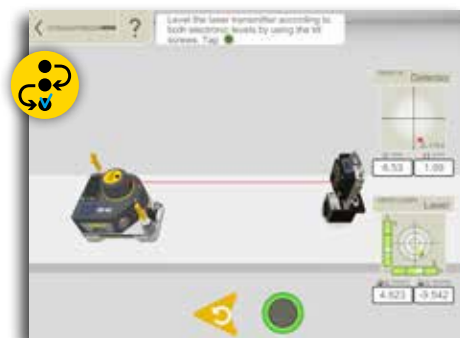 ?
Level the laser transmitter according to
both electronic levels by using the tilt
screws. Tap
Detector
6.53 1.69
Level
4.623 -9.542